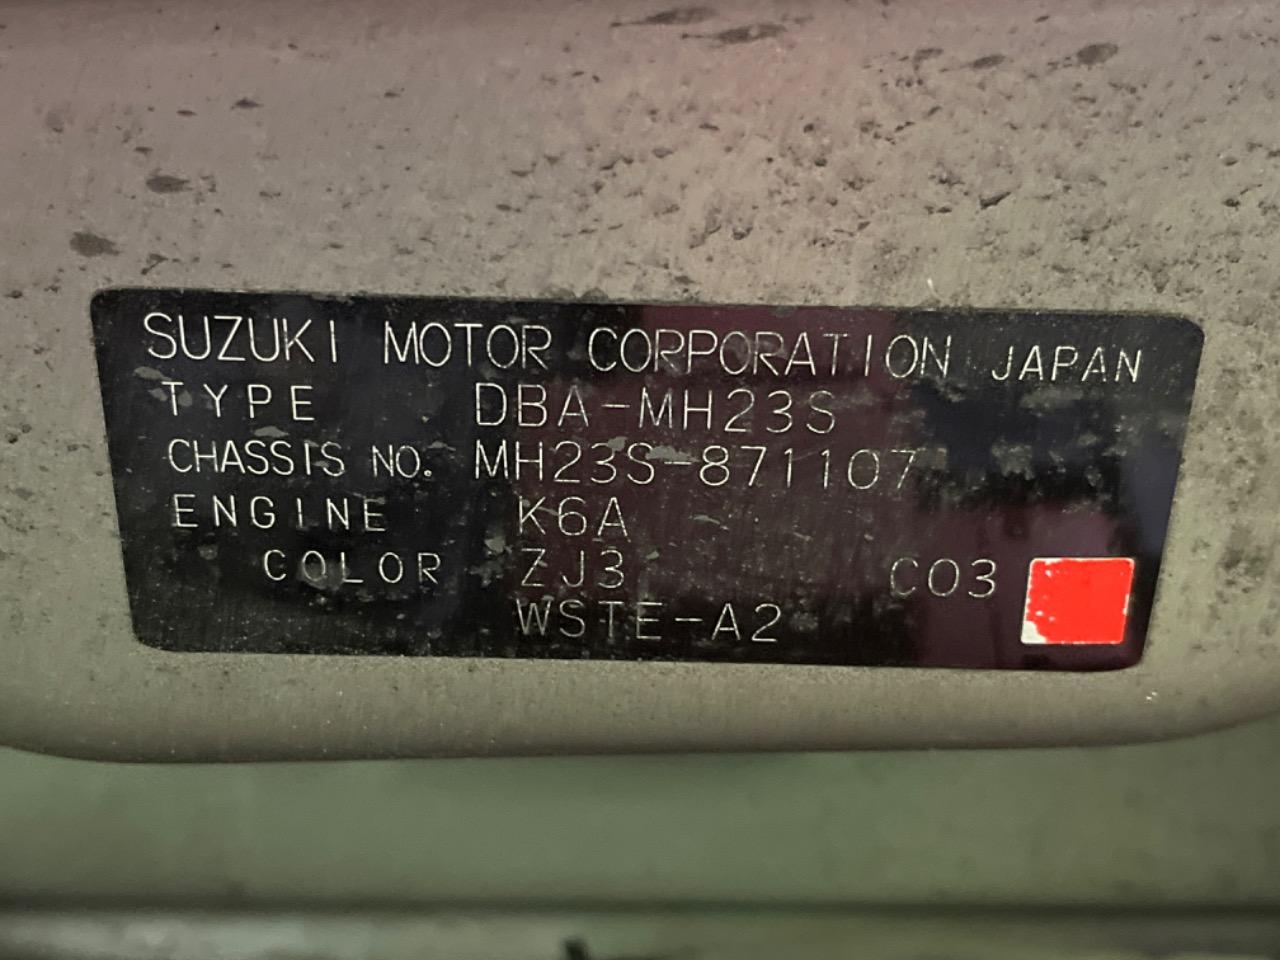 SUZUKI MOTOR CORPORATION JAPAN
TYPE DBA-MH23S
CHASSIS NO. MH23S-871107
ENGINE K6A
COLOR ZJ3 C03
WSTE-A2